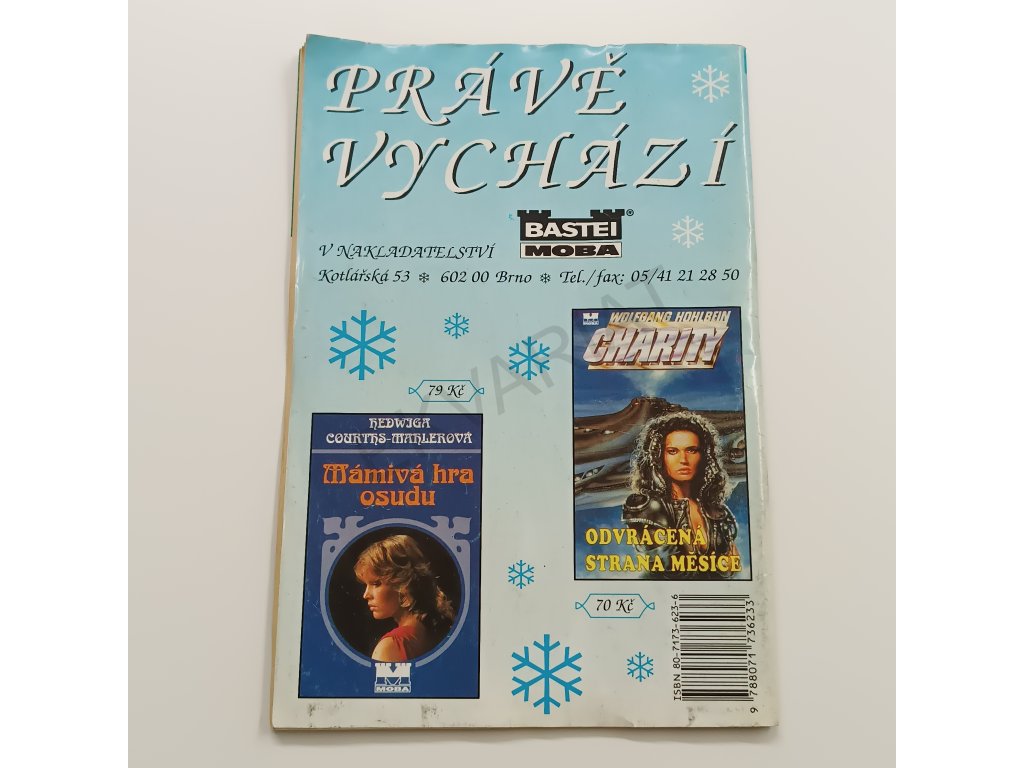 PRÁVĚ
VYCHÁZÍ
BASTEI®
MOBA
V NAKLADATELSTVÍ
Kotlářská 53 ❄ 602 00 Brno ❄ Tel./fax: 05/41 21 28 50
WOLFGANG HOHLBEIN
CHARITY
ODVRÁCENÁ
STRANA MĚSÍCE
70 Kč
79 Kč
HEDWIGA
COURTHS-MAHLEROVÁ
Mámivá hra
osudu
MOBA
ISBN 80-7173-623-6
9 788071 736233